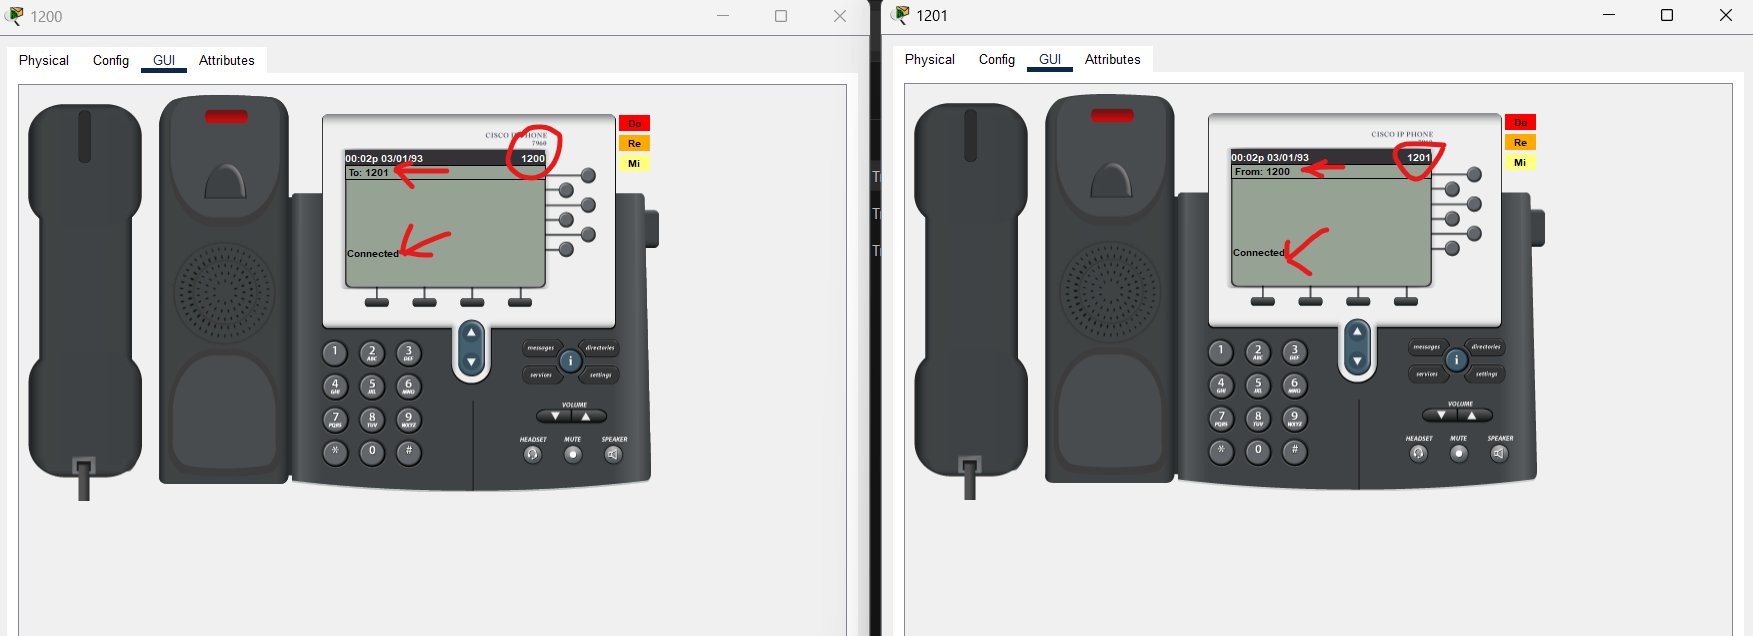 1200
Physical Config GUI Attributes
CISCO IP PHONE
7960
00:02p 03/01/93 1200
To: 1201
Connected
Do
Re
Mi
1
2 ABC
3 DEF
4 GHI
5 JKL
6 MNO
7 PQRS
8 TUV
9 WXYZ
*
0
#
messages
directories
i
services
settings
VOLUME
HEADSET MUTE SPEAKER
1201
Physical Config GUI Attributes
CISCO IP PHONE
00:02p 03/01/93 1201
From: 1200
Connected
Do
Re
Mi
1
2 ABC
3 DEF
4 GHI
5 JKL
6 MNO
7 PQRS
8 TUV
9 WXYZ
*
0
#
messages
directories
i
services
settings
VOLUME
HEADSET MUTE SPEAKER